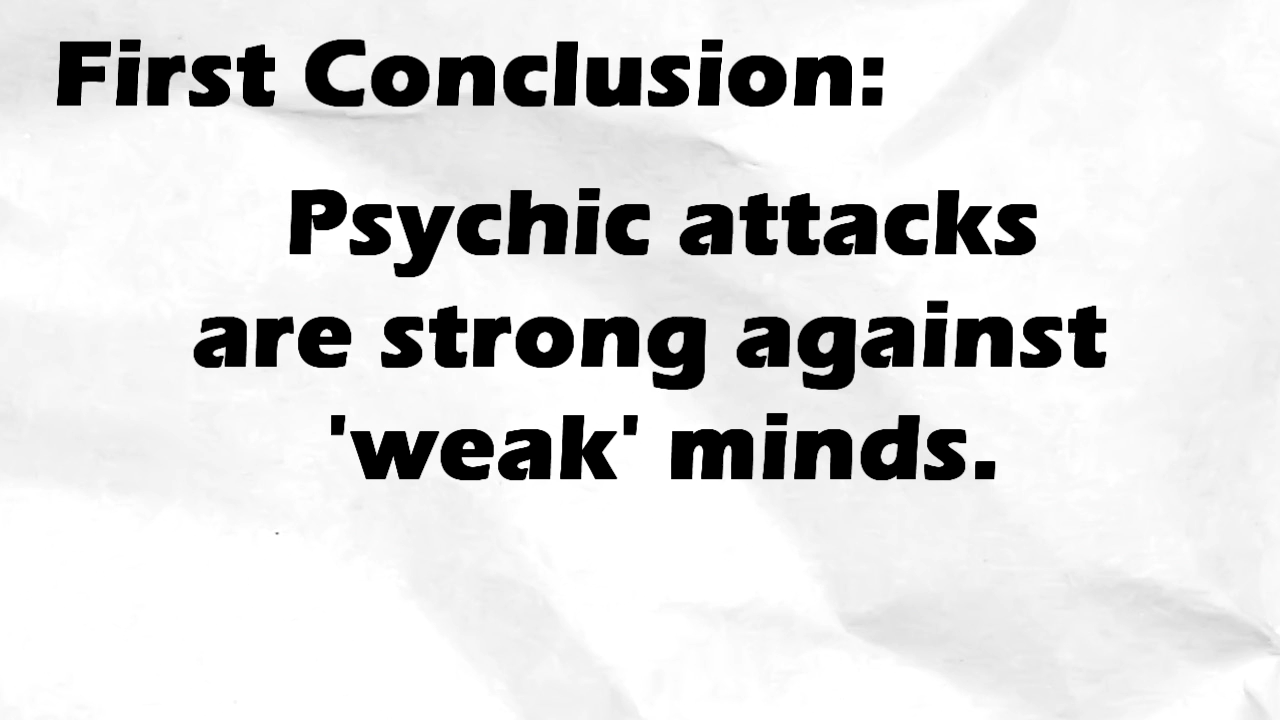 First Conclusion:
Psychic attacks
are strong against
'weak' minds.